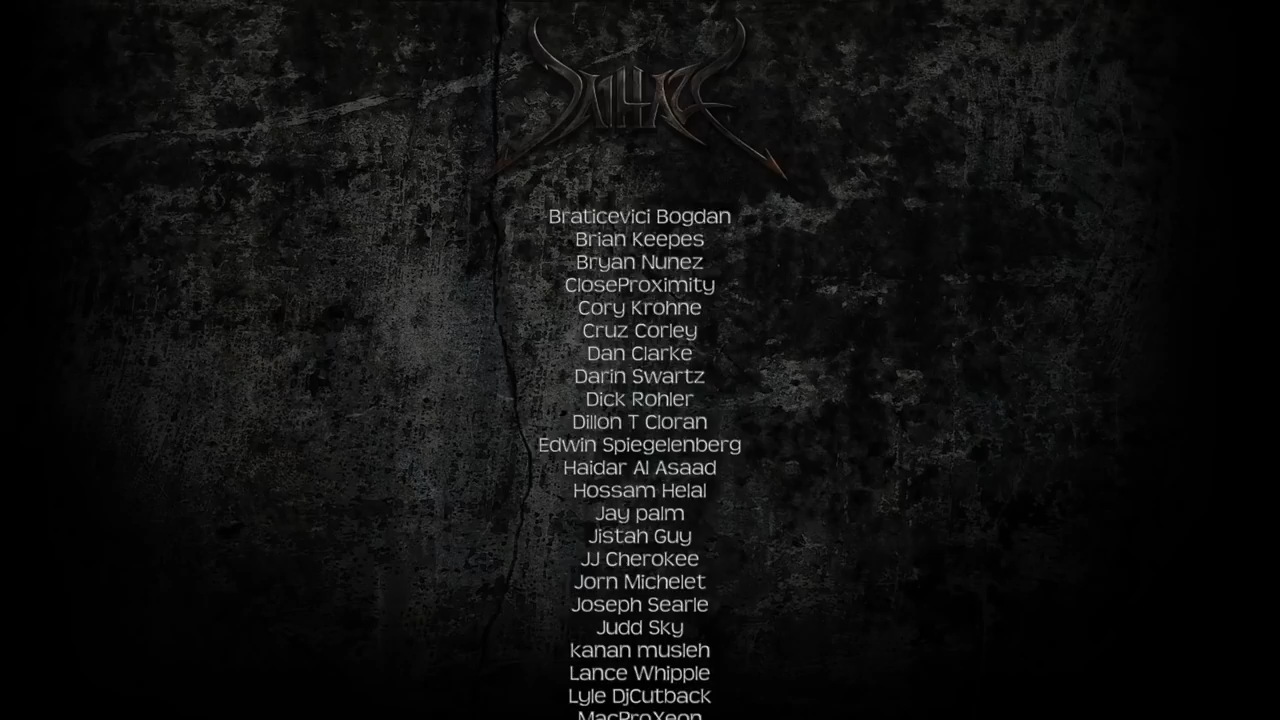 Braticevici Bogdan
Brian Keepes
Bryan Nunez
CloseProximity
Cory Krohne
Cruz Corley
Dan Clarke
Darin Swartz
Dick Rohler
Dillon T Cloran
Edwin Spiegelenberg
Haidar Al Asaad
Hossam Helal
Jay palm
Jistah Guy
JJ Cherokee
Jorn Michelet
Joseph Searle
Judd Sky
kanan musleh
Lance Whipple
Lyle DjCutback
MacProXeon